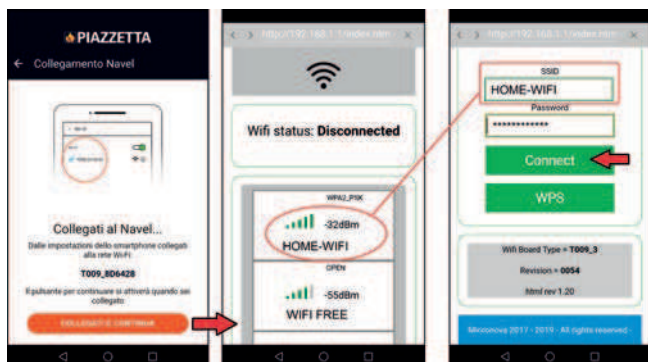 PIAZZETTA
Collegamento Navel
Collegati al Navel...
Dalle impostazioni dello smartphone collegati
alla rete Wi-Fi:
T009_8D6428
Il pulsante per continuare si attiverà quando sei
collegato
COLLEGATI E CONTINUA
http://192.168.1.1/index.htm
Wifi status: Disconnected
WPA2_PSK
-32dBm
HOME-WIFI
OPEN
-55dBm
WIFI FREE
http://192.168.1.1/index.htm
SSID
HOME-WIFI
Password
************
Connect
WPS
Wifi Board Type = T009_3
Revision = 0054
html rev 1.20
Micronova 2017 - 2019 - All rights reserved -